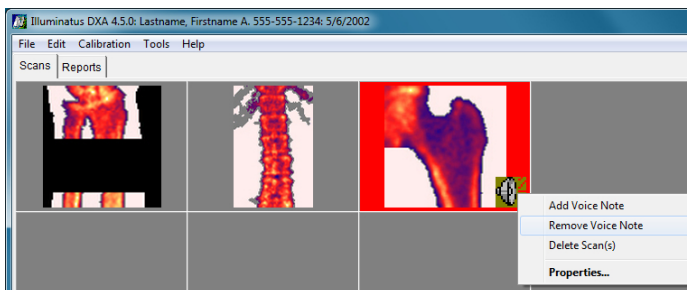 Illuminatus DXA 4.5.0: Lastname, Firstname A. 555-555-1234: 5/6/2002
File Edit Calibration Tools Help
Scans Reports
Add Voice Note
Remove Voice Note
Delete Scan(s)
Properties...